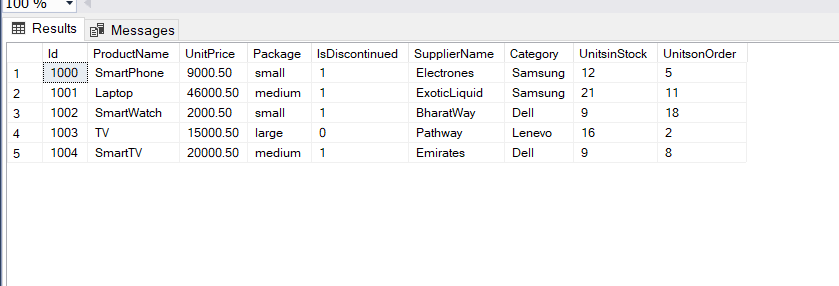 100 %
Results Messages
Id ProductName UnitPrice Package IsDiscontinued SupplierName Category UnitsinStock UnitsonOrder
1 1000 SmartPhone 9000.50 small 1 Electrones Samsung 12 5
2 1001 Laptop 46000.50 medium 1 ExoticLiquid Samsung 21 11
3 1002 SmartWatch 2000.50 small 1 BharatWay Dell 9 18
4 1003 TV 15000.50 large 0 Pathway Lenevo 16 2
5 1004 SmartTV 20000.50 medium 1 Emirates Dell 9 8